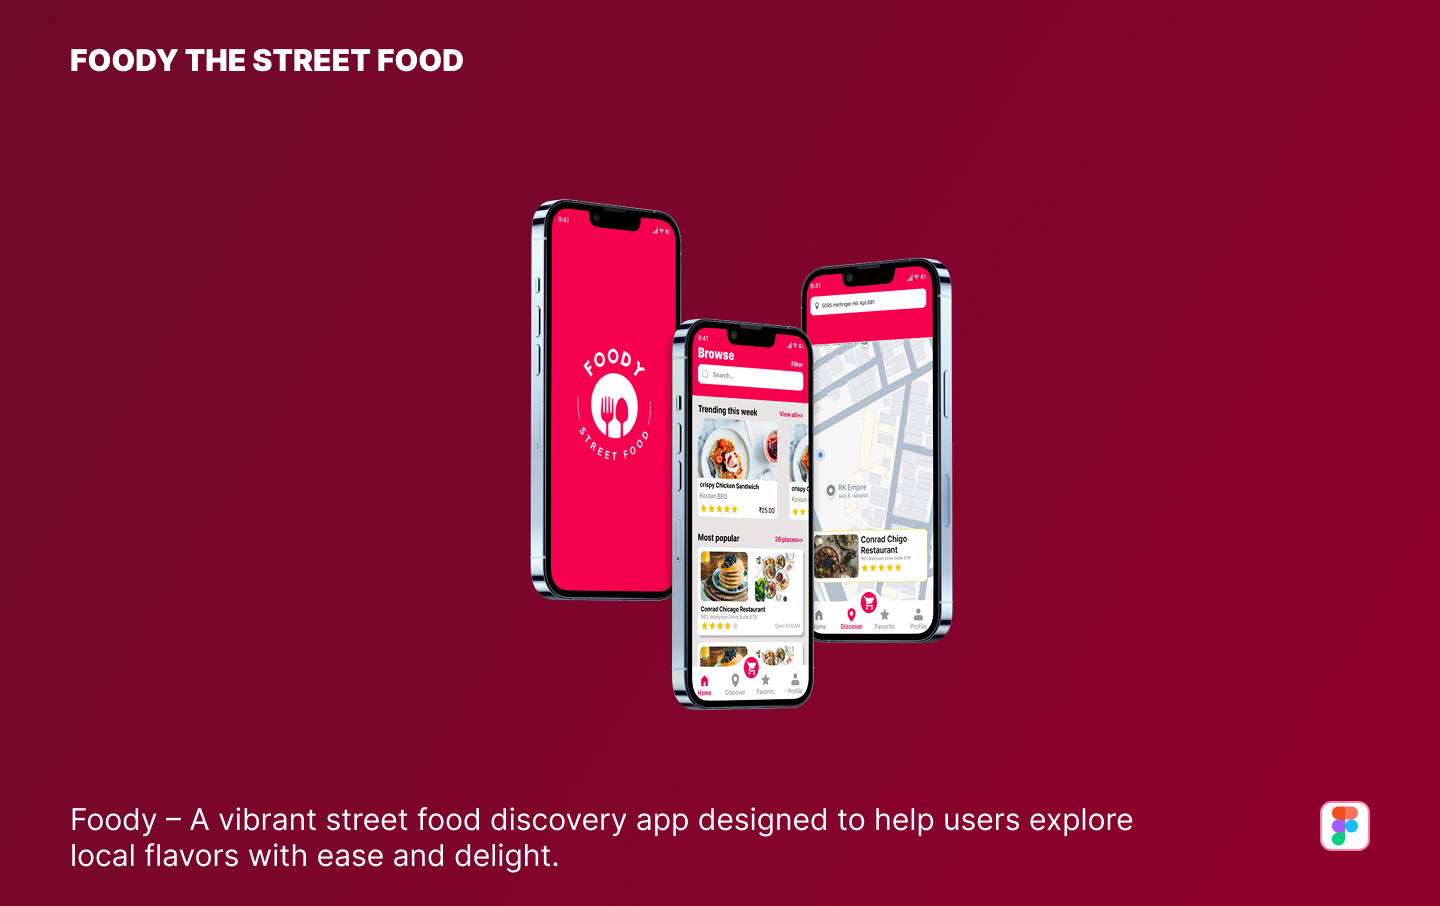 FOODY THE STREET FOOD
9:41
FOODY
STREET FOOD
9:41
Browse
Filter
Search...
Trending this week
View all>>
crispy Chicken Sandwich
Korean BBQ
₹25.00
crispy C
Korean
Most popular
26 places>>
Conrad Chicago Restaurant
963 Madyson Drive Suite 679
Open 8:00AM
Home
Discover
Favorits
Profile
9:41
5095 Hettinger Hill Apt.681
RK Empire
Conrad Chigo
Restaurant
963 Madyson Drive Suite 679
ome
Discover
Favorits
Profile
Foody – A vibrant street food discovery app designed to help users explore
local flavors with ease and delight.